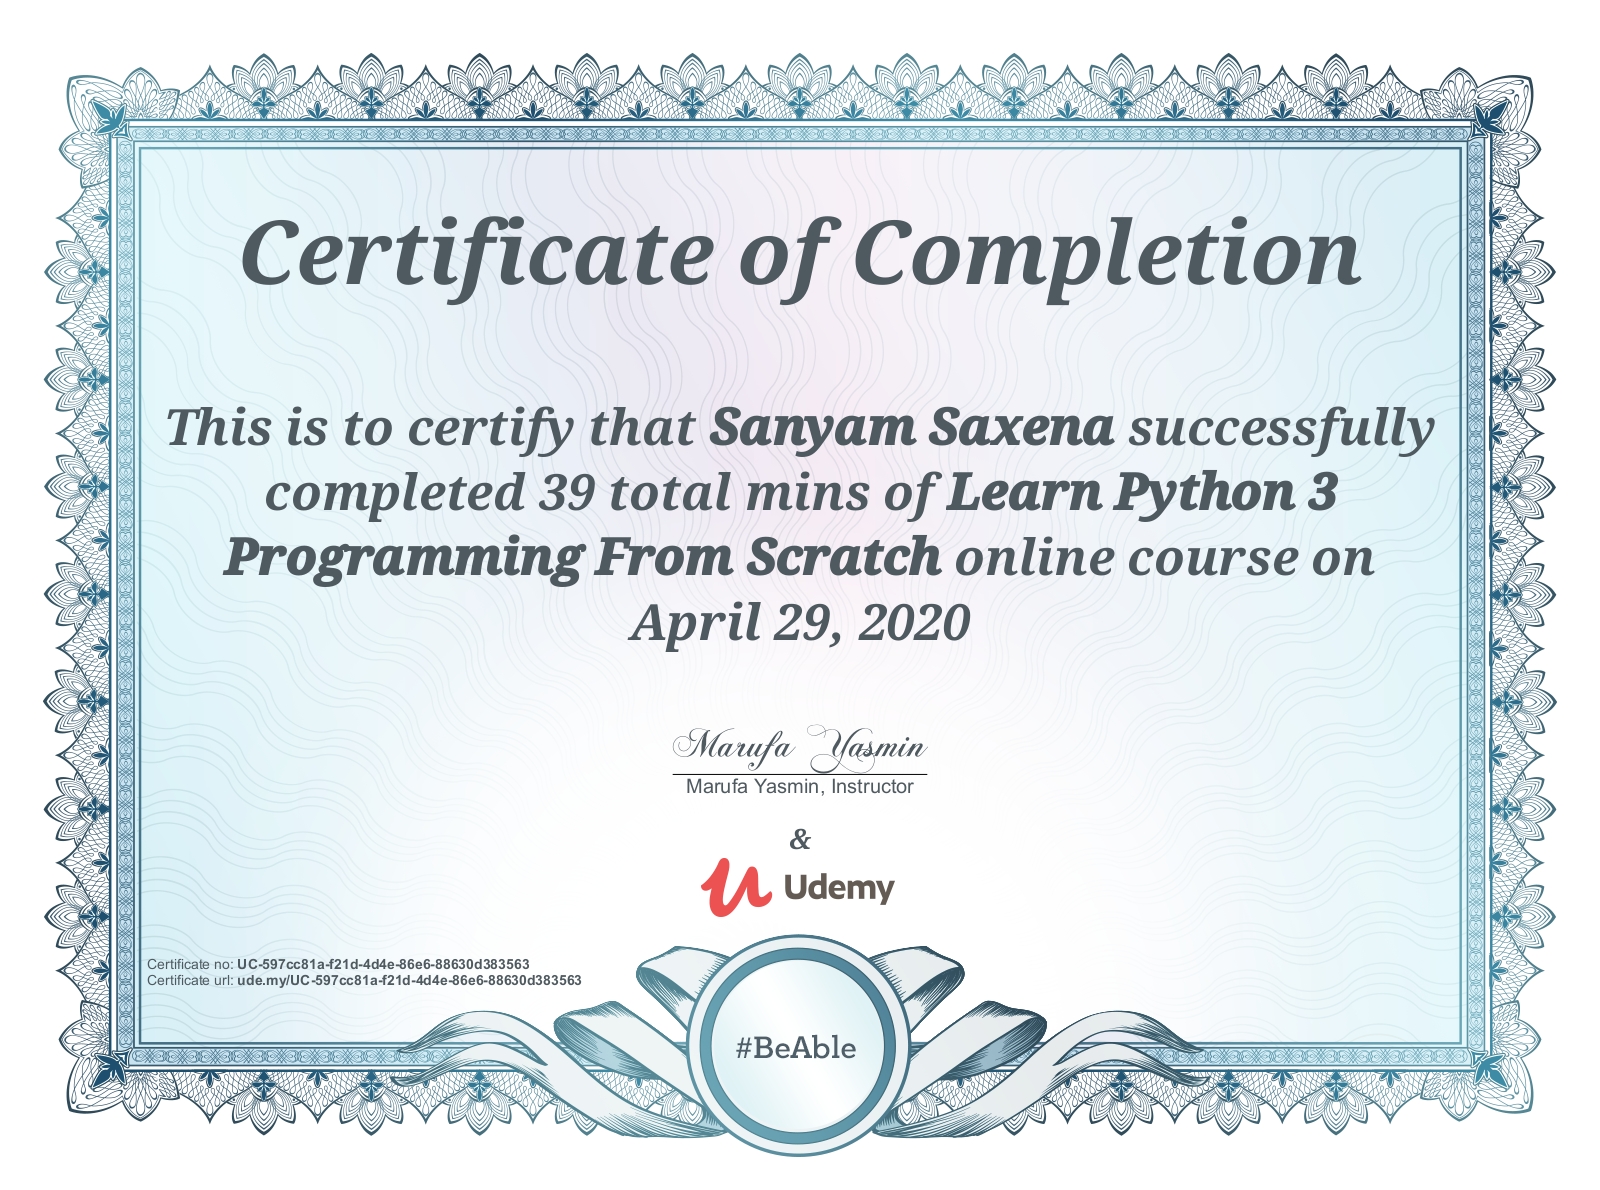 Certificate of Completion
This is to certify that Sanyam Saxena successfully
completed 39 total mins of Learn Python 3
Programming From Scratch online course on
April 29, 2020
Marufa Yasmin
Marufa Yasmin, Instructor
&
Udemy
Certificate no: UC-597cc81a-f21d-4d4e-86e6-88630d383563
Certificate url: ude.my/UC-597cc81a-f21d-4d4e-86e6-88630d383563
#BeAble